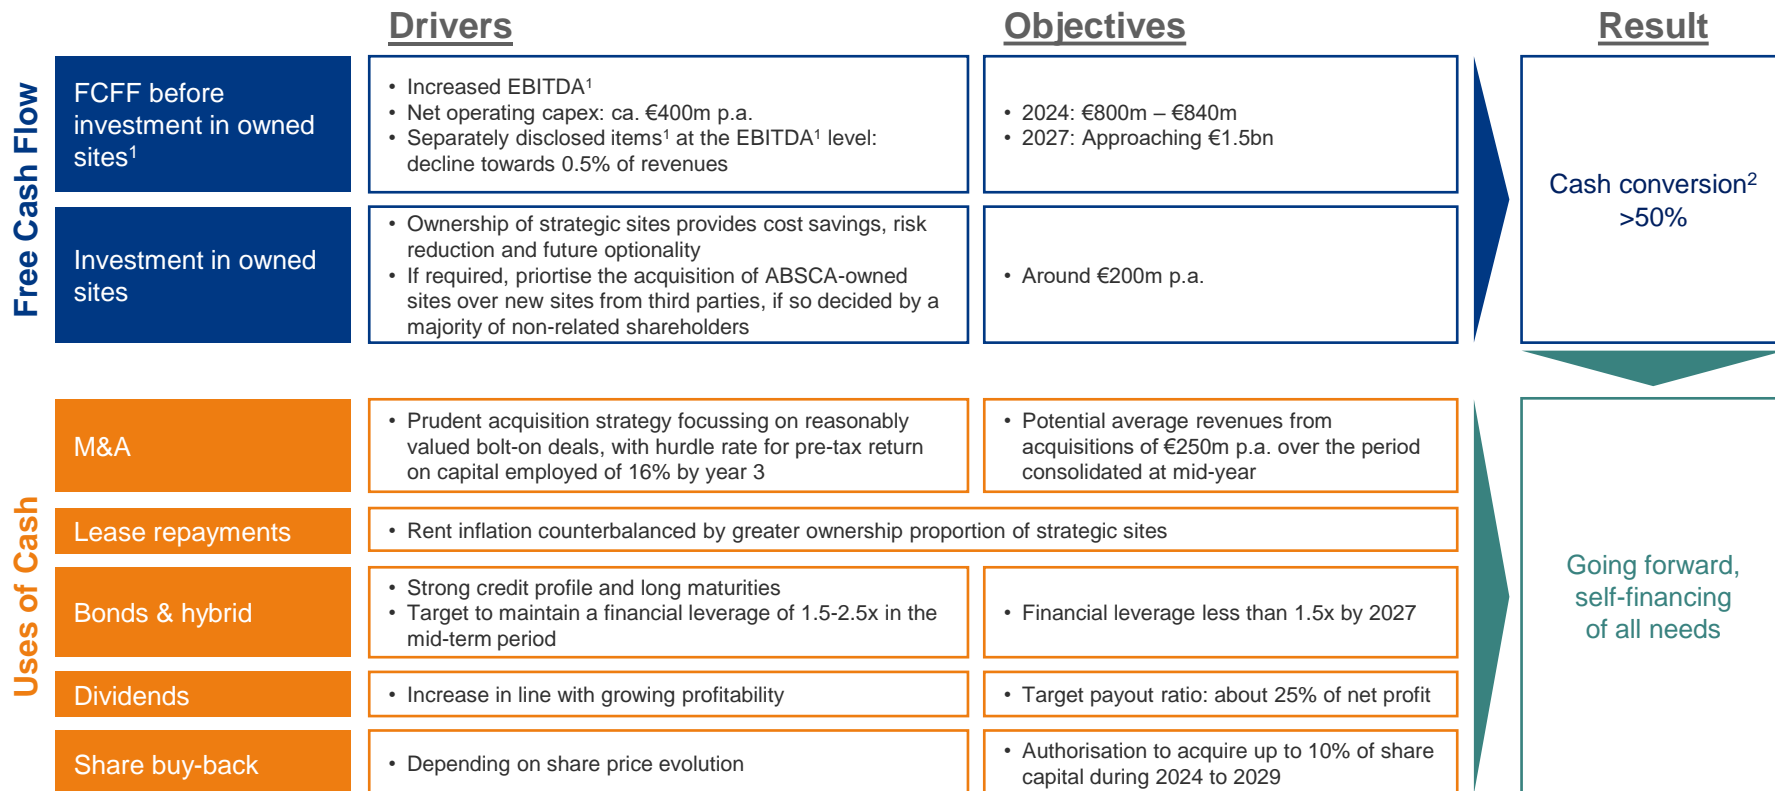 Drivers
Objectives
Result
Free Cash Flow
FCFF before
investment in owned
sites¹
• Increased EBITDA¹
• Net operating capex: ca. €400m p.a.
• Separately disclosed items¹ at the EBITDA¹ level:
decline towards 0.5% of revenues
• 2024: €800m – €840m
• 2027: Approaching €1.5bn
Investment in owned
sites
• Ownership of strategic sites provides cost savings, risk
reduction and future optionality
• If required, priortise the acquisition of ABSCA-owned
sites over new sites from third parties, if so decided by a
majority of non-related shareholders
• Around €200m p.a.
Cash conversion²
>50%
Uses of Cash
M&A
• Prudent acquisition strategy focussing on reasonably
valued bolt-on deals, with hurdle rate for pre-tax return
on capital employed of 16% by year 3
• Potential average revenues from
acquisitions of €250m p.a. over the period
consolidated at mid-year
Lease repayments
• Rent inflation counterbalanced by greater ownership proportion of strategic sites
Bonds & hybrid
• Strong credit profile and long maturities
• Target to maintain a financial leverage of 1.5-2.5x in the
mid-term period
• Financial leverage less than 1.5x by 2027
Dividends
• Increase in line with growing profitability
• Target payout ratio: about 25% of net profit
Share buy-back
• Depending on share price evolution
• Authorisation to acquire up to 10% of share
capital during 2024 to 2029
Going forward,
self-financing
of all needs